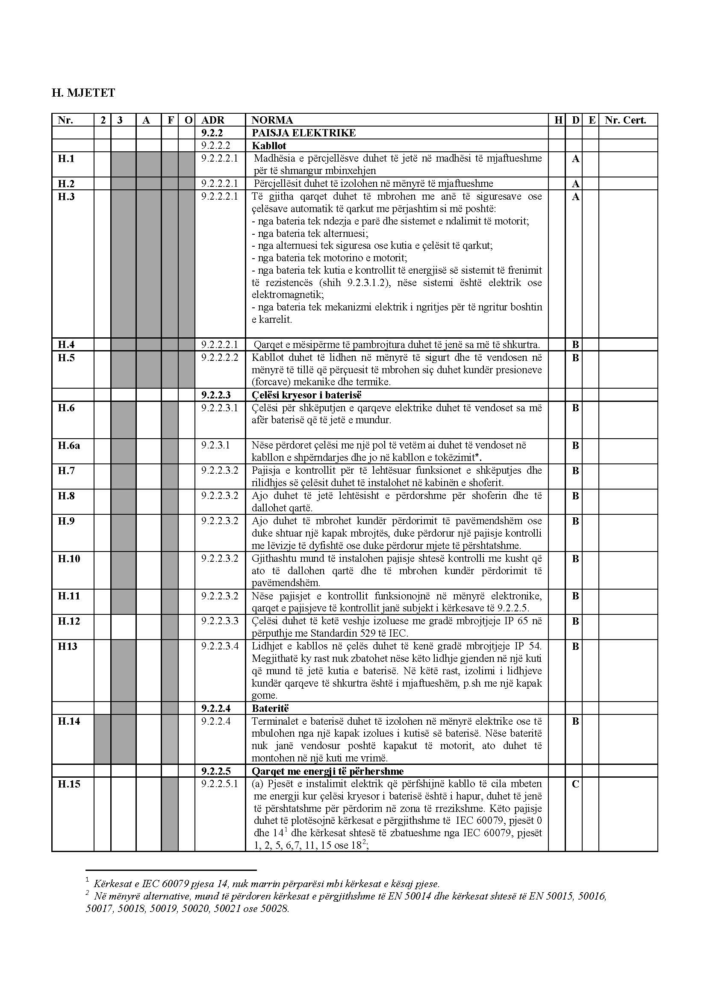 H. MJETET
Nr. 2 3 A F O ADR NORMA H D E Nr. Cert.
9.2.2 PAISJA ELEKTRIKE
9.2.2.2 Kabllot
H.1 9.2.2.2.1 Madhësia e përcjellësve duhet të jetë në madhësi të mjaftueshme A
për të shmangur mbinxehjen
H.2 9.2.2.2.1 Përcjellësit duhet të izolohen në mënyrë të mjaftueshme A
H.3 9.2.2.2.1 Të gjitha qarqet duhet të mbrohen me anë të siguresave ose A
çelësave automatik të qarkut me përjashtim si më poshtë:
- nga bateria tek ndezja e parë dhe sistemet e ndalimit të motorit;
- nga bateria tek alternuesi;
- nga alternuesi tek siguresa ose kutia e çelësit të qarkut;
- nga bateria tek motorino e motorit;
- nga bateria tek kutia e kontrollit të energjisë së sistemit të frenimit
të rezistencës (shih 9.2.3.1.2), nëse sistemi është elektrik ose
elektromagnetik;
- nga bateria tek mekanizmi elektrik i ngritjes për të ngritur boshtin
e karrelit.
H.4 9.2.2.2.1 Qarqet e mësipërme të pambrojtura duhet të jenë sa më të shkurtra. B
H.5 9.2.2.2.2 Kabllot duhet të lidhen në mënyrë të sigurt dhe të vendosen në B
mënyrë të tillë që përçuesit të mbrohen siç duhet kundër presioneve
(forcave) mekanike dhe termike.
9.2.2.3 Çelësi kryesor i baterisë
H.6 9.2.2.3.1 Çelësi për shkëputjen e qarqeve elektrike duhet të vendoset sa më B
afër baterisë që të jetë e mundur.
H.6a 9.2.3.1 Nëse përdoret çelësi me një pol të vetëm ai duhet të vendoset në B
kabllon e shpërndarjes dhe jo në kabllon e tokëzimit*.
H.7 9.2.2.3.2 Pajisja e kontrollit për të lehtësuar funksionet e shkëputjes dhe B
rilidhjes së çelësit duhet të instalohet në kabinën e shoferit.
H.8 9.2.2.3.2 Ajo duhet të jetë lehtësisht e përdorshme për shoferin dhe të B
dallohet qartë.
H.9 9.2.2.3.2 Ajo duhet të mbrohet kundër përdorimit të pavëmendshëm ose B
duke shtuar një kapak mbrojtës, duke përdorur një pajisje kontrolli
me lëvizje të dyfishtë ose duke përdorur mjete të përshtatshme.
H.10 9.2.2.3.2 Gjithashtu mund të instalohen pajisje shtesë kontrolli me kusht që B
ato të dallohen qartë dhe të mbrohen kundër përdorimit të
pavëmendshëm.
H.11 9.2.2.3.2 Nëse pajisjet e kontrollit funksionojnë në mënyrë elektronike, B
qarqet e pajisjeve të kontrollit janë subjekt i kërkesave të 9.2.2.5.
H.12 9.2.2.3.3 Çelësi duhet të ketë veshje izoluese me gradë mbrojtjeje IP 65 në B
përputhje me Standardin 529 të IEC.
H13 9.2.2.3.4 Lidhjet e kabllos në çelës duhet të kenë gradë mbrojtjeje IP 54. B
Megjithatë ky rast nuk zbatohet nëse këto lidhje gjenden në një kuti
që mund të jetë kutia e baterisë. Në këtë rast, izolimi i lidhjeve
kundër qarqeve të shkurtra është i mjaftueshëm, p.sh me një kapak
gome.
9.2.2.4 Bateritë
H.14 9.2.2.4 Terminalet e baterisë duhet të izolohen në mënyrë elektrike ose të B
mbulohen nga një kapak izolues i kutisë së baterisë. Nëse bateritë
nuk janë vendosur poshtë kapakut të motorit, ato duhet të
montohen në një kuti me vrimë.
9.2.2.5 Qarqet me energji të përhershme
H.15 9.2.2.5.1 (a) Pjesët e instalimit elektrik që përfshijnë kabllo të cila mbeten C
me energji kur çelësi kryesor i baterisë është i hapur, duhet të jenë
të përshtatshme për përdorim në zona të rrezikshme. Këto pajisje
duhet të plotësojnë kërkesat e përgjithshme të IEC 60079, pjesët 0
dhe 14¹ dhe kërkesat shtesë të zbatueshme nga IEC 60079, pjesët
1, 2, 5, 6,7, 11, 15 ose 18²;
¹ Kërkesat e IEC 60079 pjesa 14, nuk marrin përparësi mbi kërkesat e kësaj pjese.
² Në mënyrë alternative, mund të përdoren kërkesat e përgjithshme të EN 50014 dhe kërkesat shtesë të EN 50015, 50016,
50017, 50018, 50019, 50020, 50021 ose 50028.